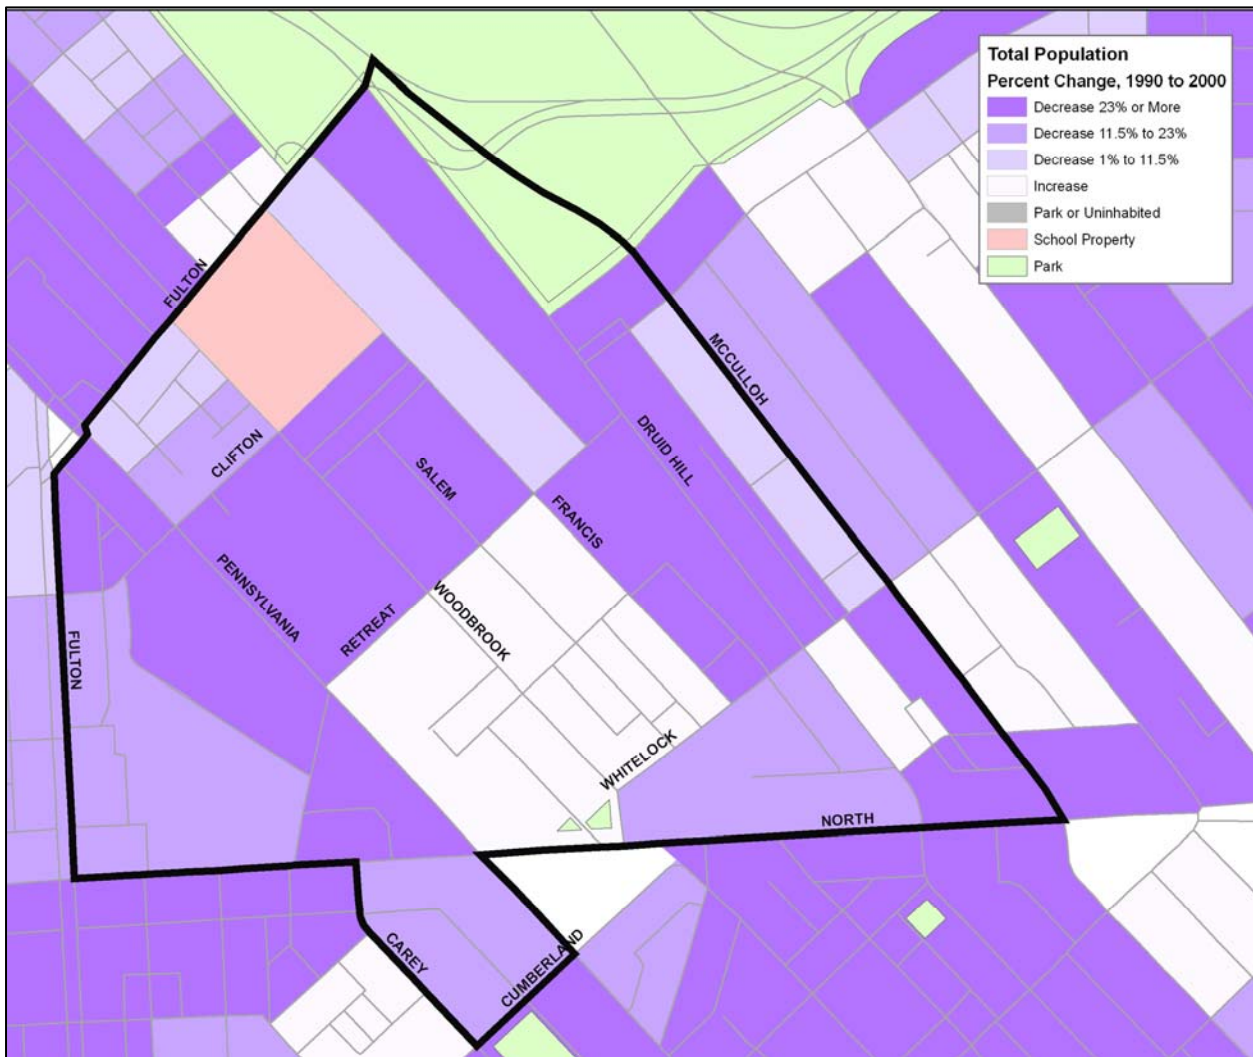 Total Population
Percent Change, 1990 to 2000
Decrease 23% or More
Decrease 11.5% to 23%
Decrease 1% to 11.5%
Increase
Park or Uninhabited
School Property
Park
FULTON
MCCULLOH
CLIFTON
SALEM
DRUID HILL
FRANCIS
PENNSYLVANIA
RETREAT
WOODBROOK
FULTON
WHITELOCK
NORTH
CAREY
CUMBERLAND